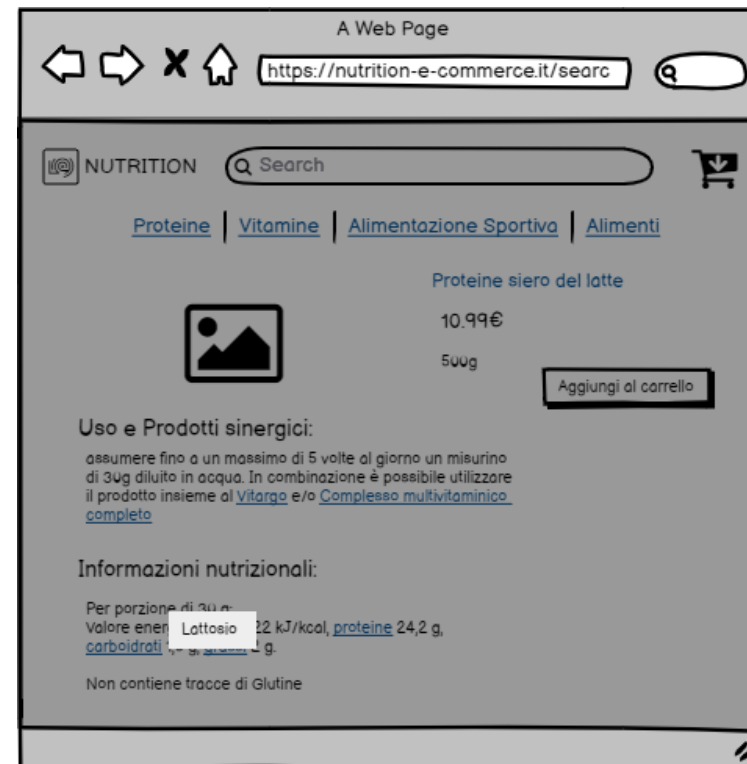 A Web Page
https://nutrition-e-commerce.it/searc
NUTRITION
Search
Proteine
Vitamine
Alimentazione Sportiva
Alimenti
Proteine siero del latte
10.99€
500g
Aggiungi al carrello
Uso e Prodotti sinergici:
assumere fino a un massimo di 5 volte al giorno un misurino
di 30g diluito in acqua. In combinazione è possibile utilizzare
il prodotto insieme al Vitargo e/o Complesso multivitaminico
completo
Informazioni nutrizionali:
Per porzione di 30 g:
Valore 22 kJ/kcal, proteine 24,2 g,
Lattosio
carboidrati g, 2 g.
Non contiene tracce di Glutine